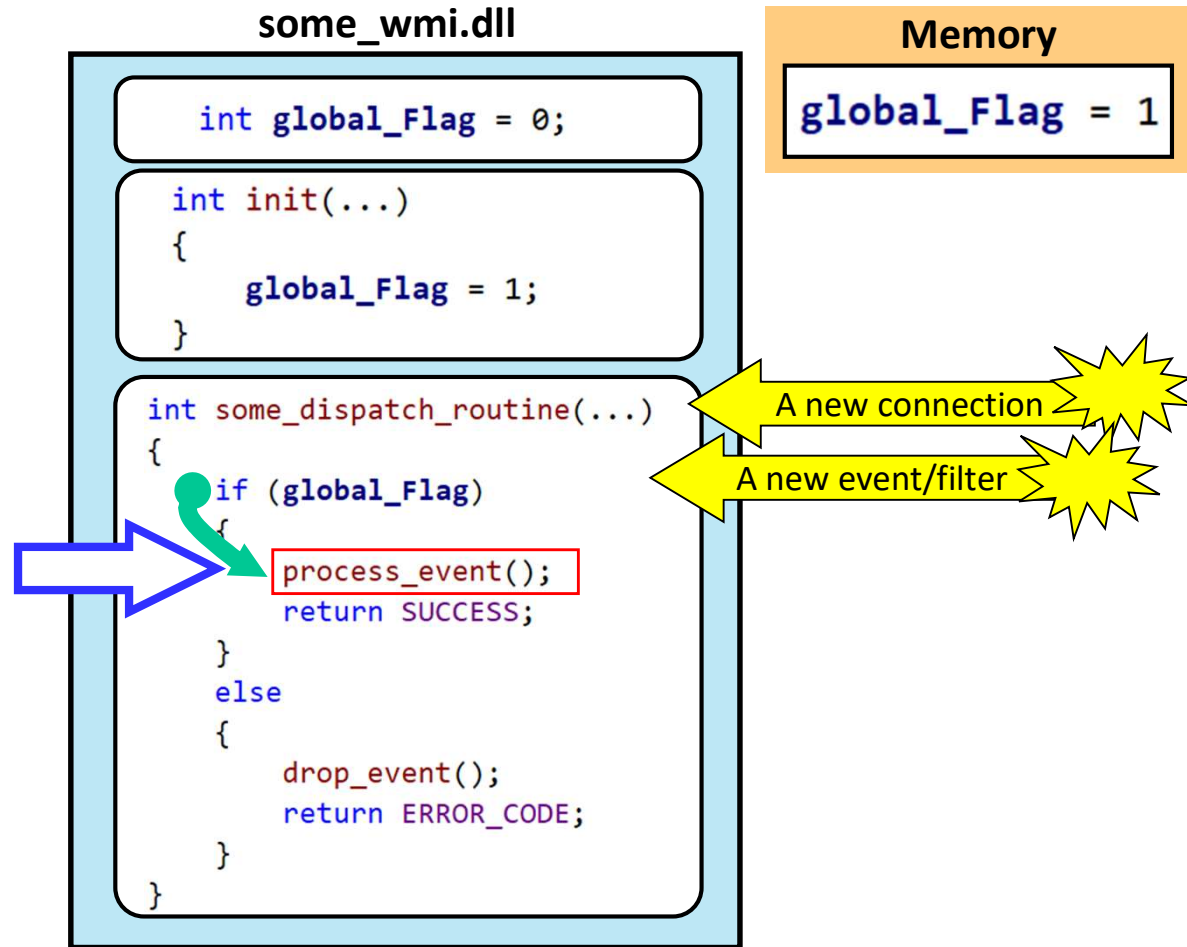 some_wmi.dll
int global_Flag = 0;
int init(...)
{
global_Flag = 1;
}
int some_dispatch_routine(...)
{
if (global_Flag)
{
process_event();
return SUCCESS;
}
else
{
drop_event();
return ERROR_CODE;
}
}
Memory
global_Flag = 1
A new connection
A new event/filter